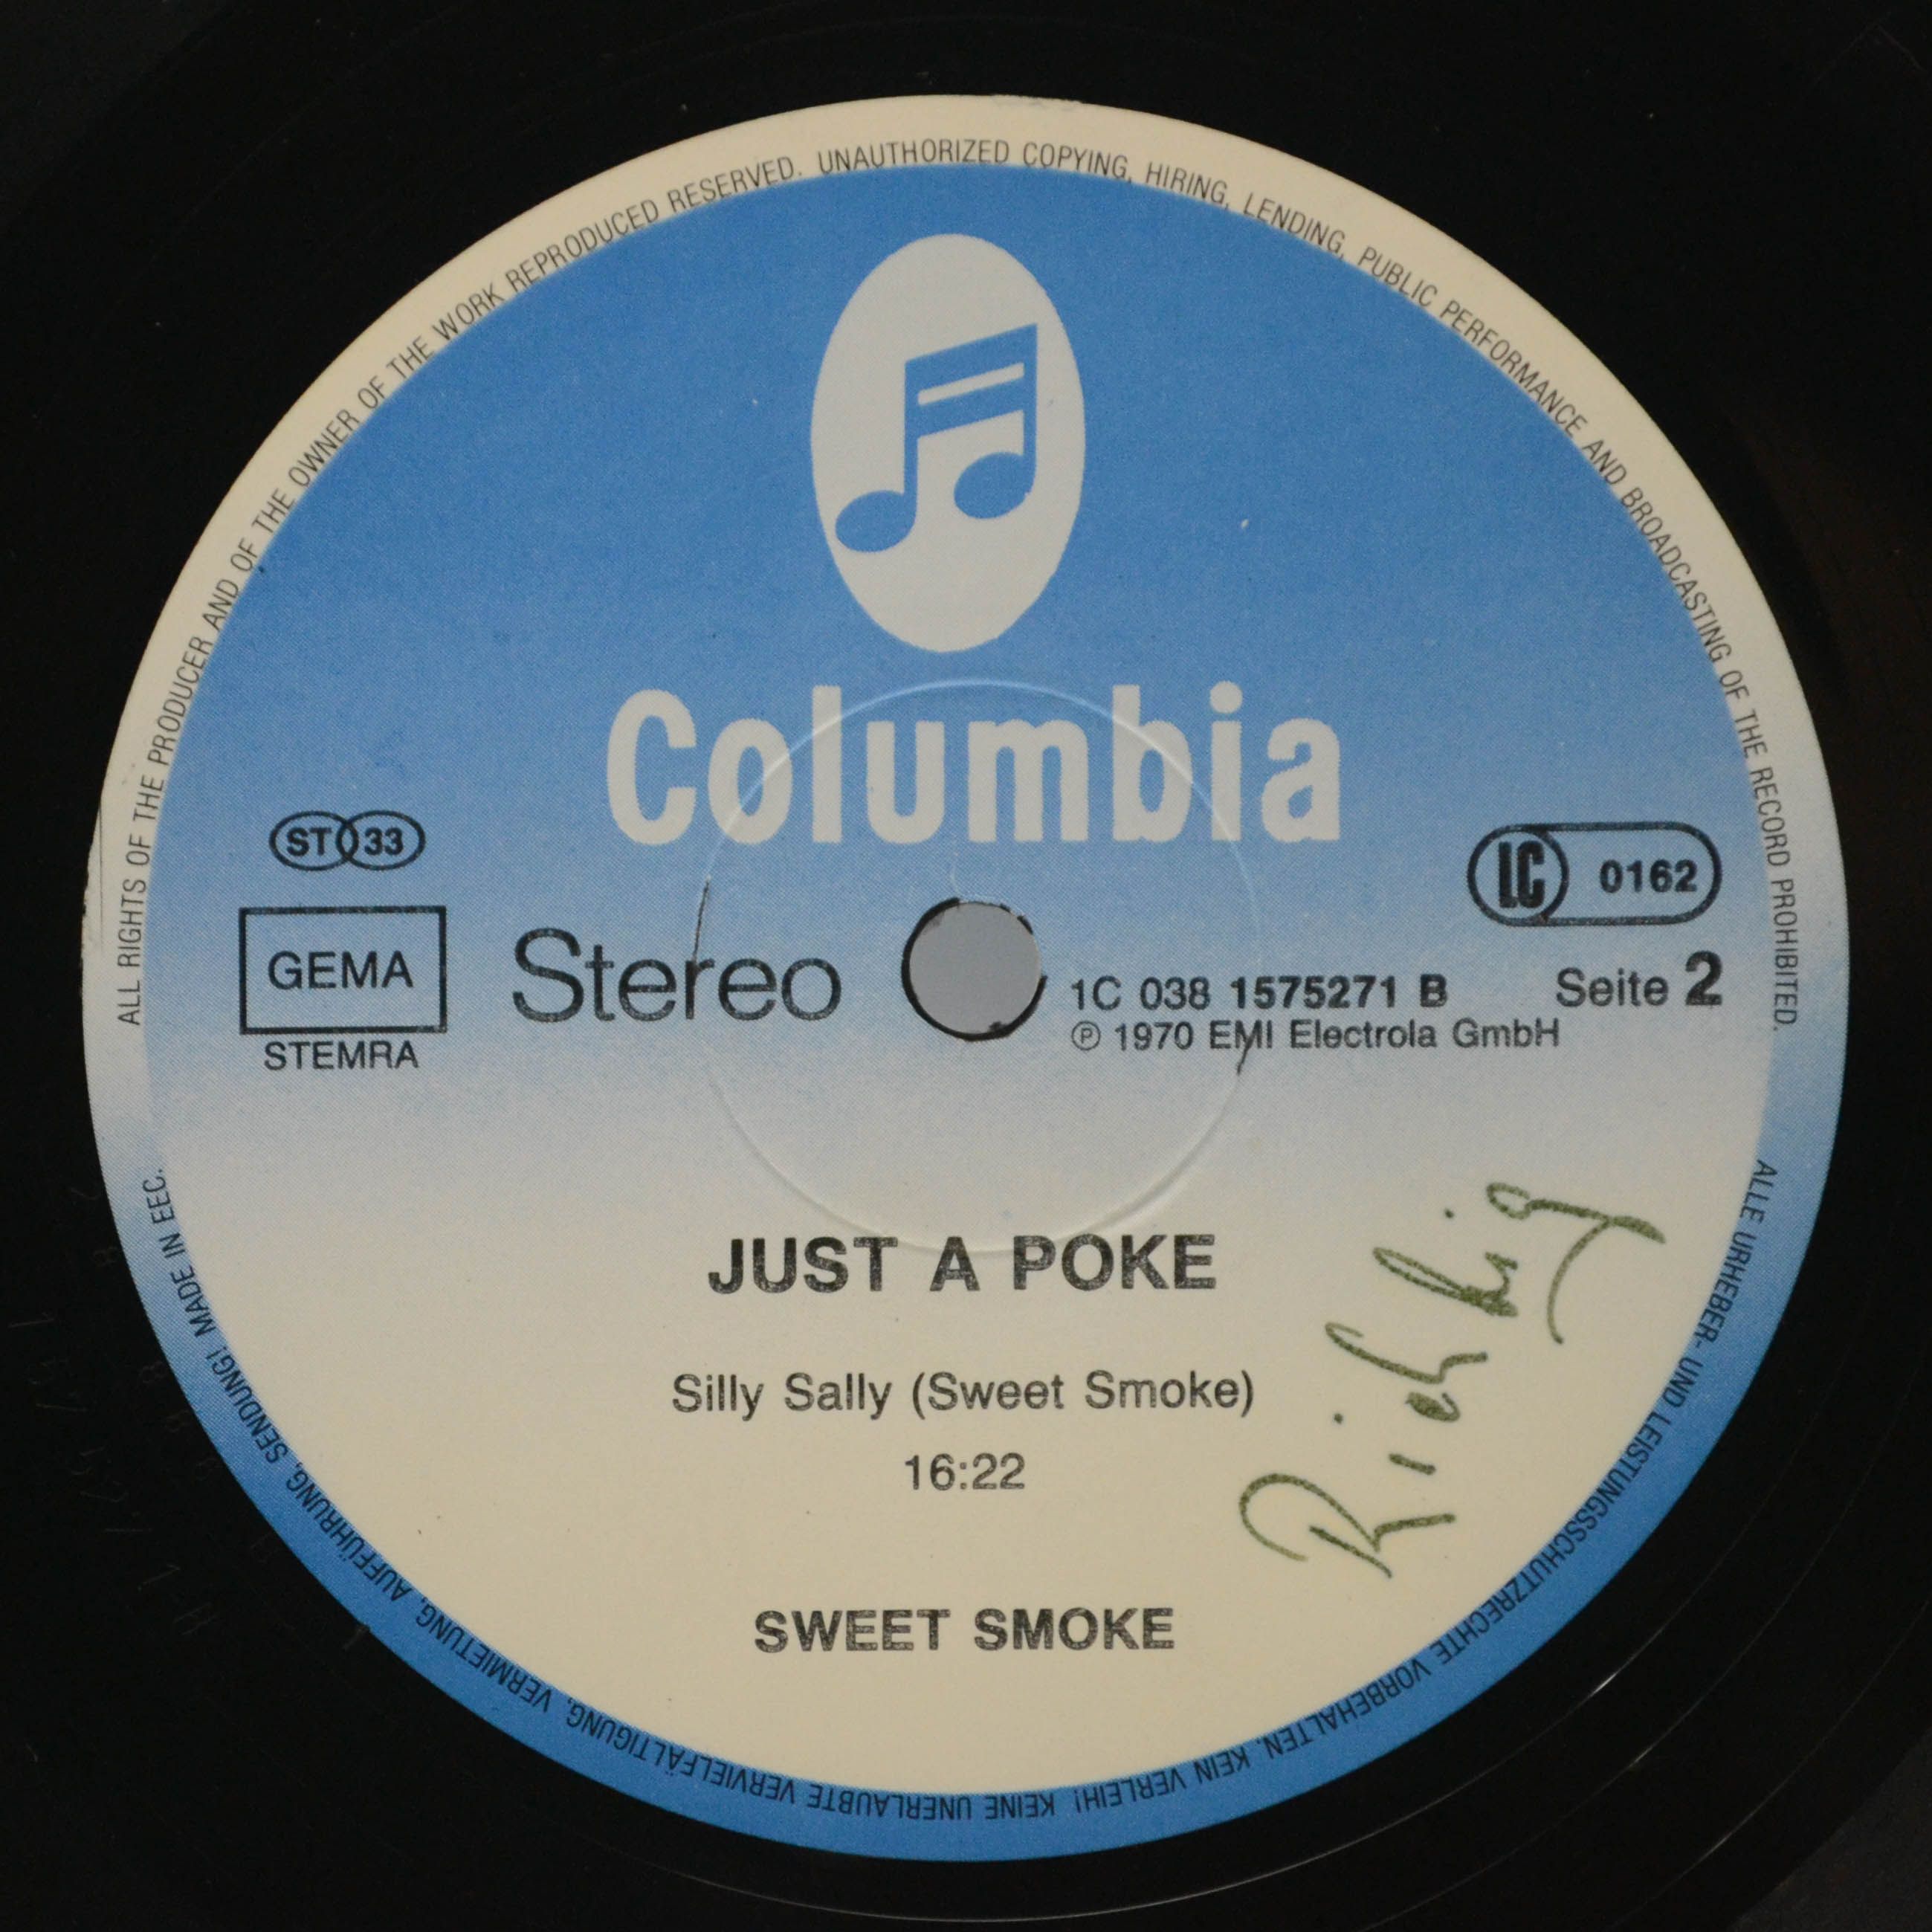 ALL RIGHTS OF THE PRODUCER AND OF THE OWNER OF THE WORK REPRODUCED RESERVED. UNAUTHORIZED COPYING, HIRING, LENDING, PUBLIC PERFORMANCE AND BROADCASTING OF THE RECORD PROHIBITED.
Columbia
ST 33
LC 0162
GEMA
STEMRA
Stereo
1C 038 1575271 B
Seite 2
℗ 1970 EMI Electrola GmbH
JUST A POKE
Silly Sally (Sweet Smoke)
16:22
SWEET SMOKE
ALLE URHEBER- UND LEISTUNGSSCHUTZRECHTE VORBEHALTEN. KEIN VERLEIH! KEINE UNERLAUBTE VERVIELFÄLTIGUNG, VERMIETUNG, AUFFÜHRUNG, SENDUNG! MADE IN EEC.